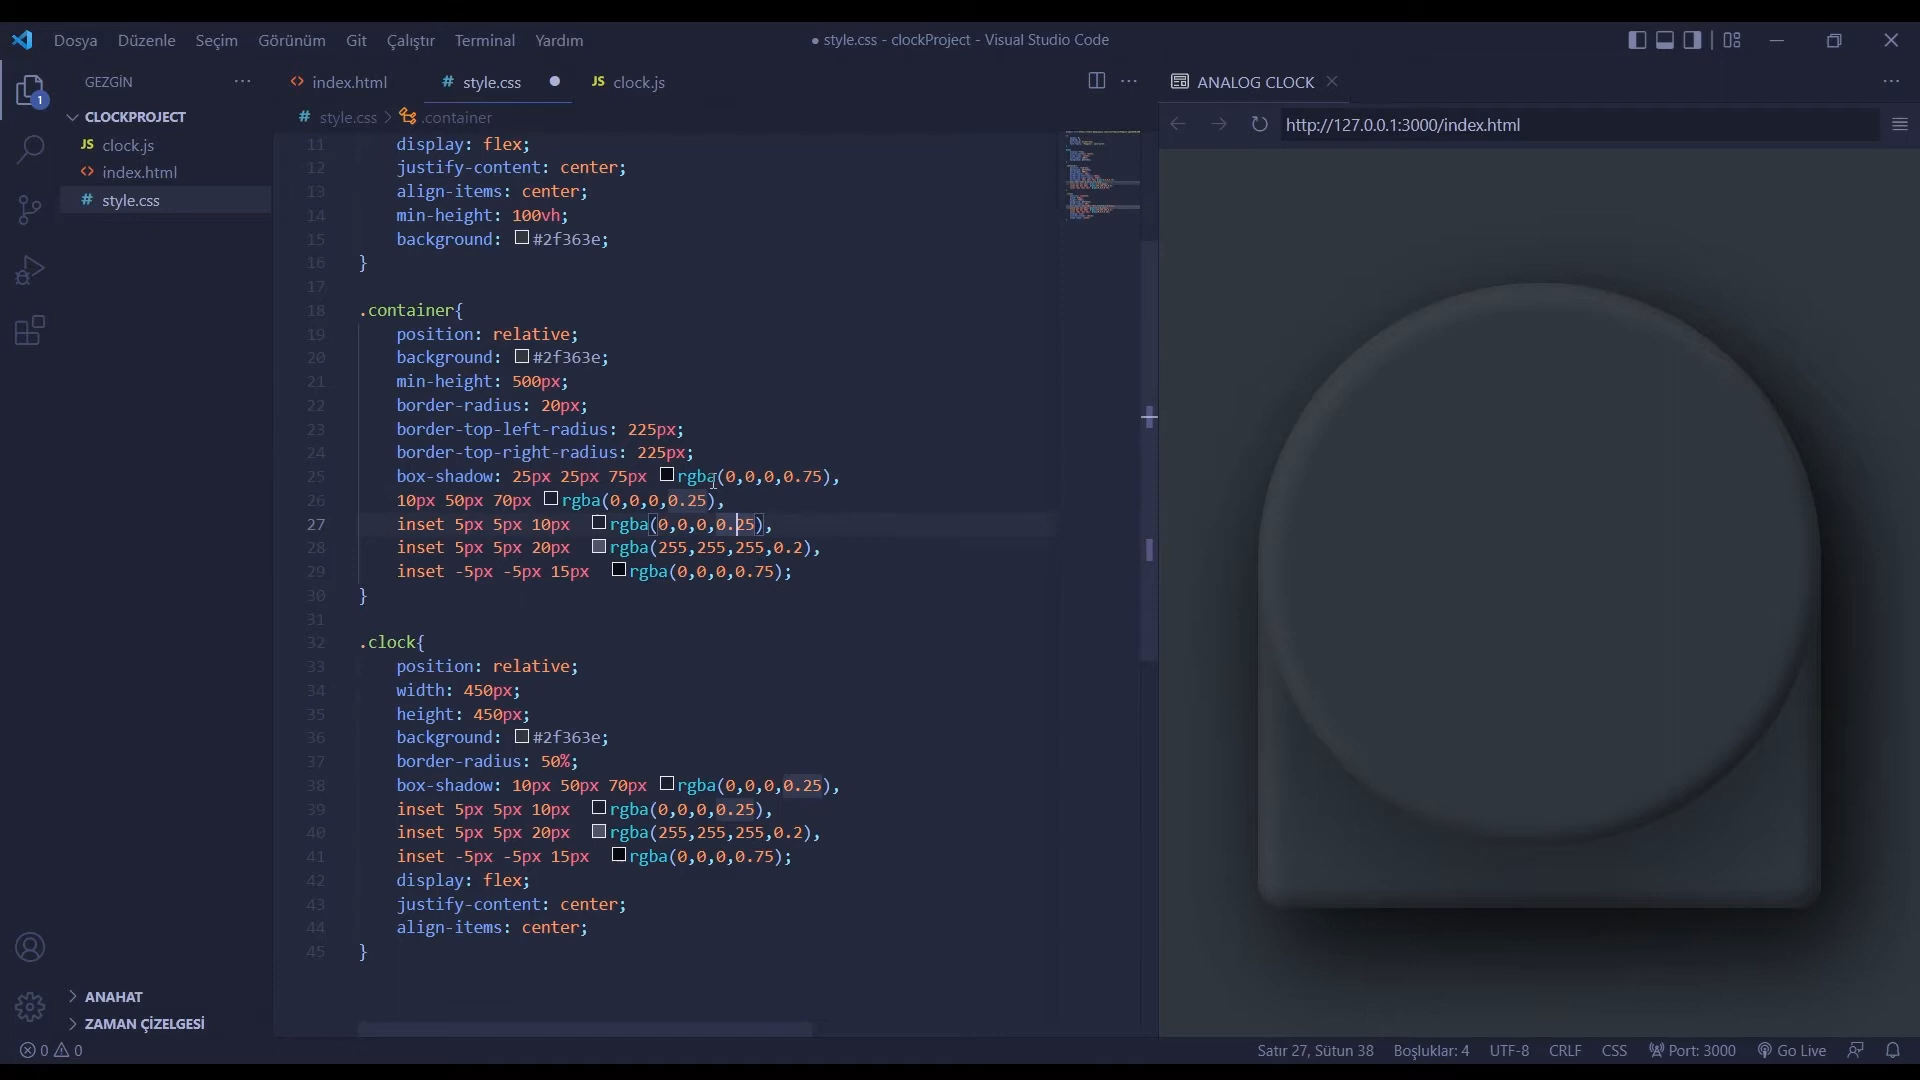 Dosya Düzenle Seçim Görünüm Git Çalıştır Terminal Yardım
● style.css - clockProject - Visual Studio Code
GEZGİN ···
1
CLOCKPROJECT
JS clock.js
<> index.html
# style.css
ANAHAT
ZAMAN ÇİZELGESİ
<> index.html
# style.css ●
JS clock.js
# style.css > .container
11 display: flex;
12 justify-content: center;
13 align-items: center;
14 min-height: 100vh;
15 background: #2f363e;
16 }
17
18 .container{
19 position: relative;
20 background: #2f363e;
21 min-height: 500px;
22 border-radius: 20px;
23 border-top-left-radius: 225px;
24 border-top-right-radius: 225px;
25 box-shadow: 25px 25px 75px rgba(0,0,0,0.75),
26 10px 50px 70px rgba(0,0,0,0.25),
27 inset 5px 5px 10px rgba(0,0,0,0.25),
28 inset 5px 5px 20px rgba(255,255,255,0.2),
29 inset -5px -5px 15px rgba(0,0,0,0.75);
30 }
31
32 .clock{
33 position: relative;
34 width: 450px;
35 height: 450px;
36 background: #2f363e;
37 border-radius: 50%;
38 box-shadow: 10px 50px 70px rgba(0,0,0,0.25),
39 inset 5px 5px 10px rgba(0,0,0,0.25),
40 inset 5px 5px 20px rgba(255,255,255,0.2),
41 inset -5px -5px 15px rgba(0,0,0,0.75);
42 display: flex;
43 justify-content: center;
44 align-items: center;
45 }
ANALOG CLOCK
http://127.0.0.1:3000/index.html
0 0
Satır 27, Sütun 38 Boşluklar: 4 UTF-8 CRLF CSS Port: 3000 Go Live